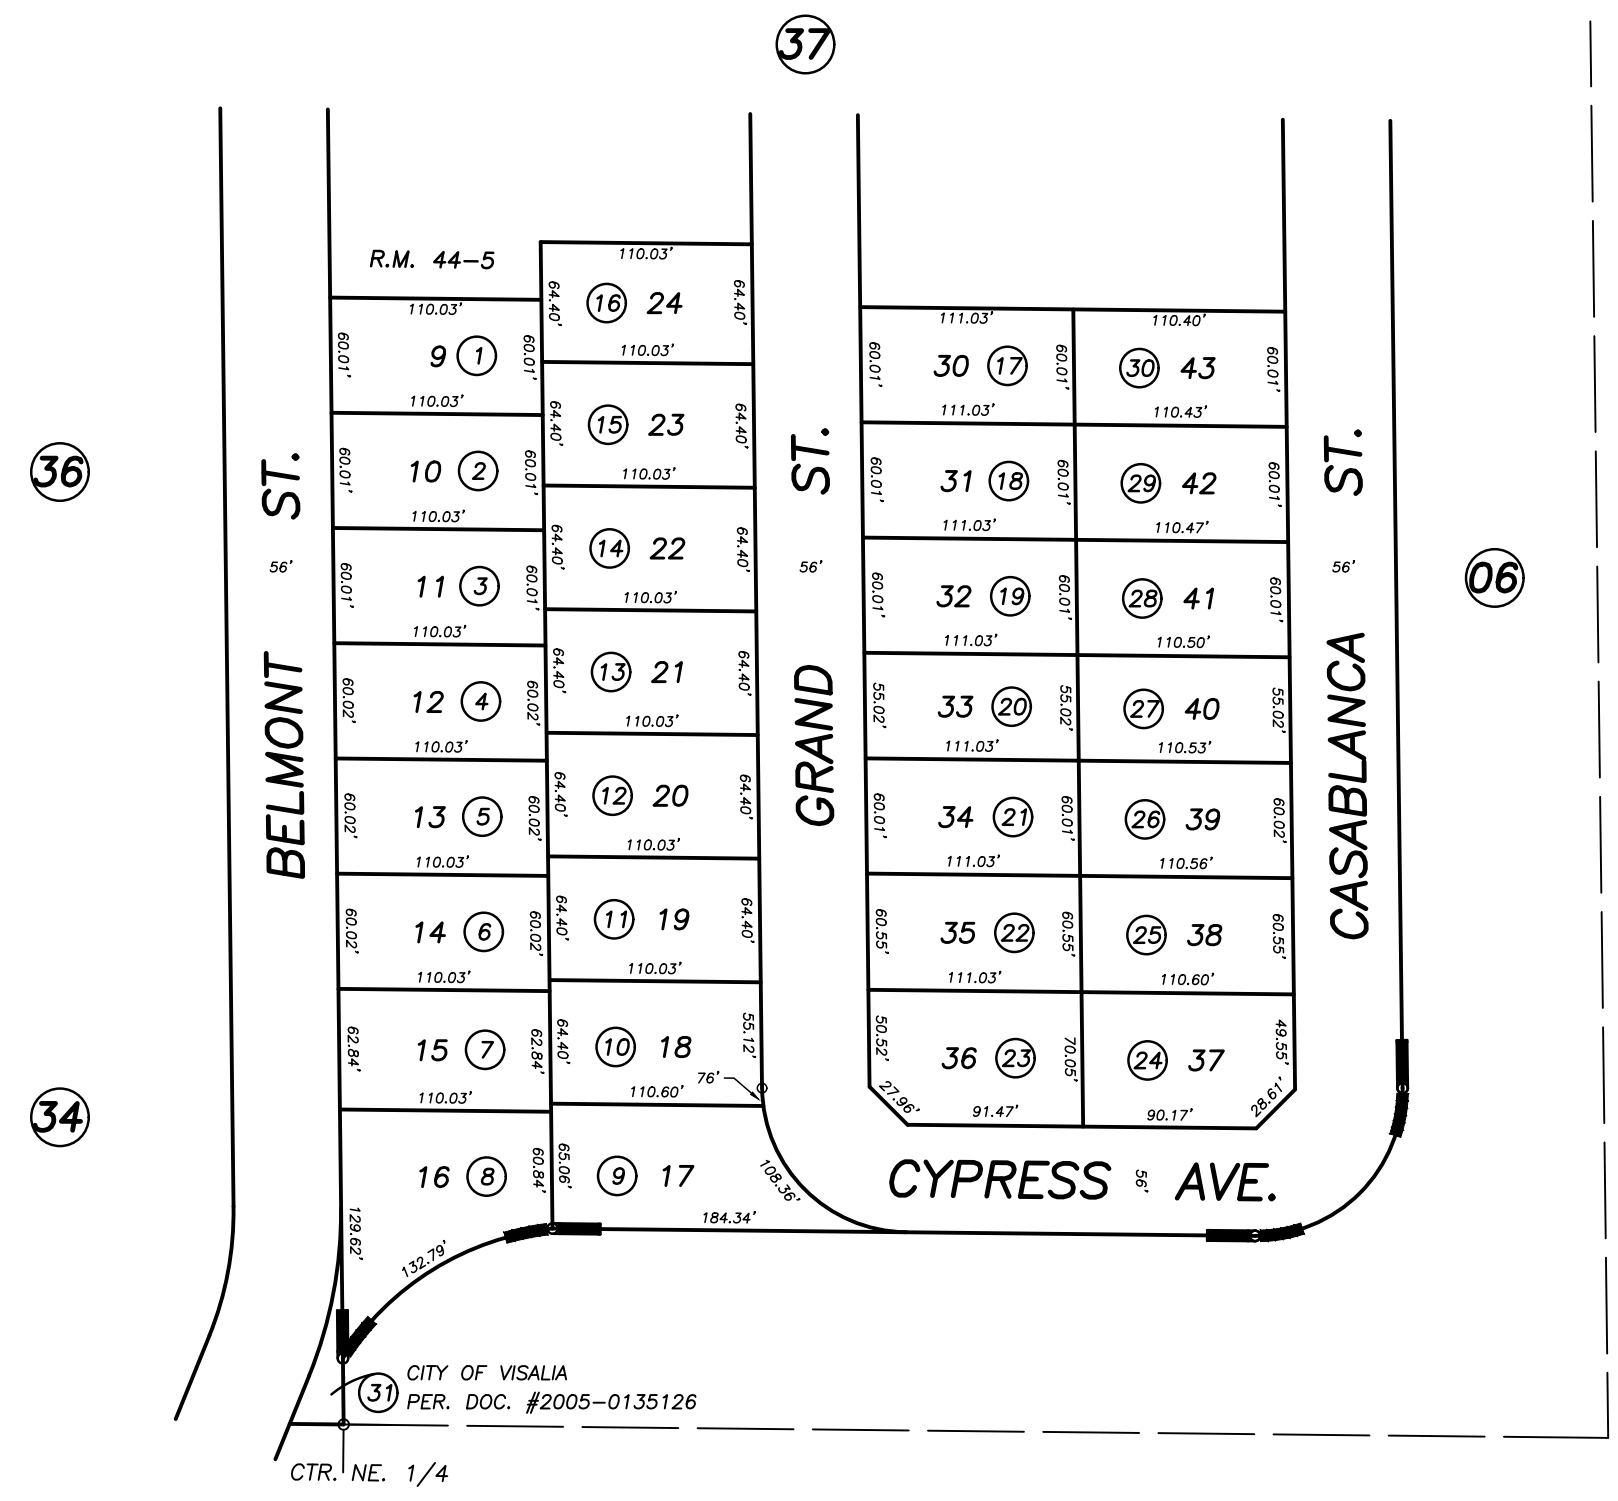 37
36
34
06
R.M. 44-5
BELMONT ST.
56'
GRAND ST.
56'
CASABLANCA ST.
56'
CYPRESS 56' AVE.
110.03'
60.01' 9 1 60.01'
110.03'
60.01' 10 2 60.01'
110.03'
60.01' 11 3 60.01'
110.03'
60.02' 12 4 60.02'
110.03'
60.02' 13 5 60.02'
110.03'
60.02' 14 6 60.02'
110.03'
62.84' 15 7 62.84'
110.03'
16 8 60.84'
129.62'
132.79'
110.03'
64.40' 16 24 64.40'
110.03'
64.40' 15 23 64.40'
110.03'
64.40' 14 22 64.40'
110.03'
64.40' 13 21 64.40'
110.03'
64.40' 12 20 64.40'
110.03'
64.40' 11 19 64.40'
110.03'
64.40' 10 18 55.12'
110.60' 76'
65.06' 9 17 108.36'
184.34'
111.03'
60.01' 30 17 60.01'
111.03'
60.01' 31 18 60.01'
111.03'
60.01' 32 19 60.01'
111.03'
55.02' 33 20 55.02'
111.03'
60.01' 34 21 60.01'
111.03'
60.55' 35 22 60.55'
111.03'
50.52' 36 23 70.05'
27.96' 91.47'
110.40'
30 43 60.01'
110.43'
29 42 60.01'
110.47'
28 41 60.01'
110.50'
27 40 55.02'
110.53'
26 39 60.02'
110.56'
25 38 60.55'
110.60'
24 37 49.55'
90.17' 28.61'
31 CITY OF VISALIA
PER. DOC. #2005-0135126
CTR. NE. 1/4